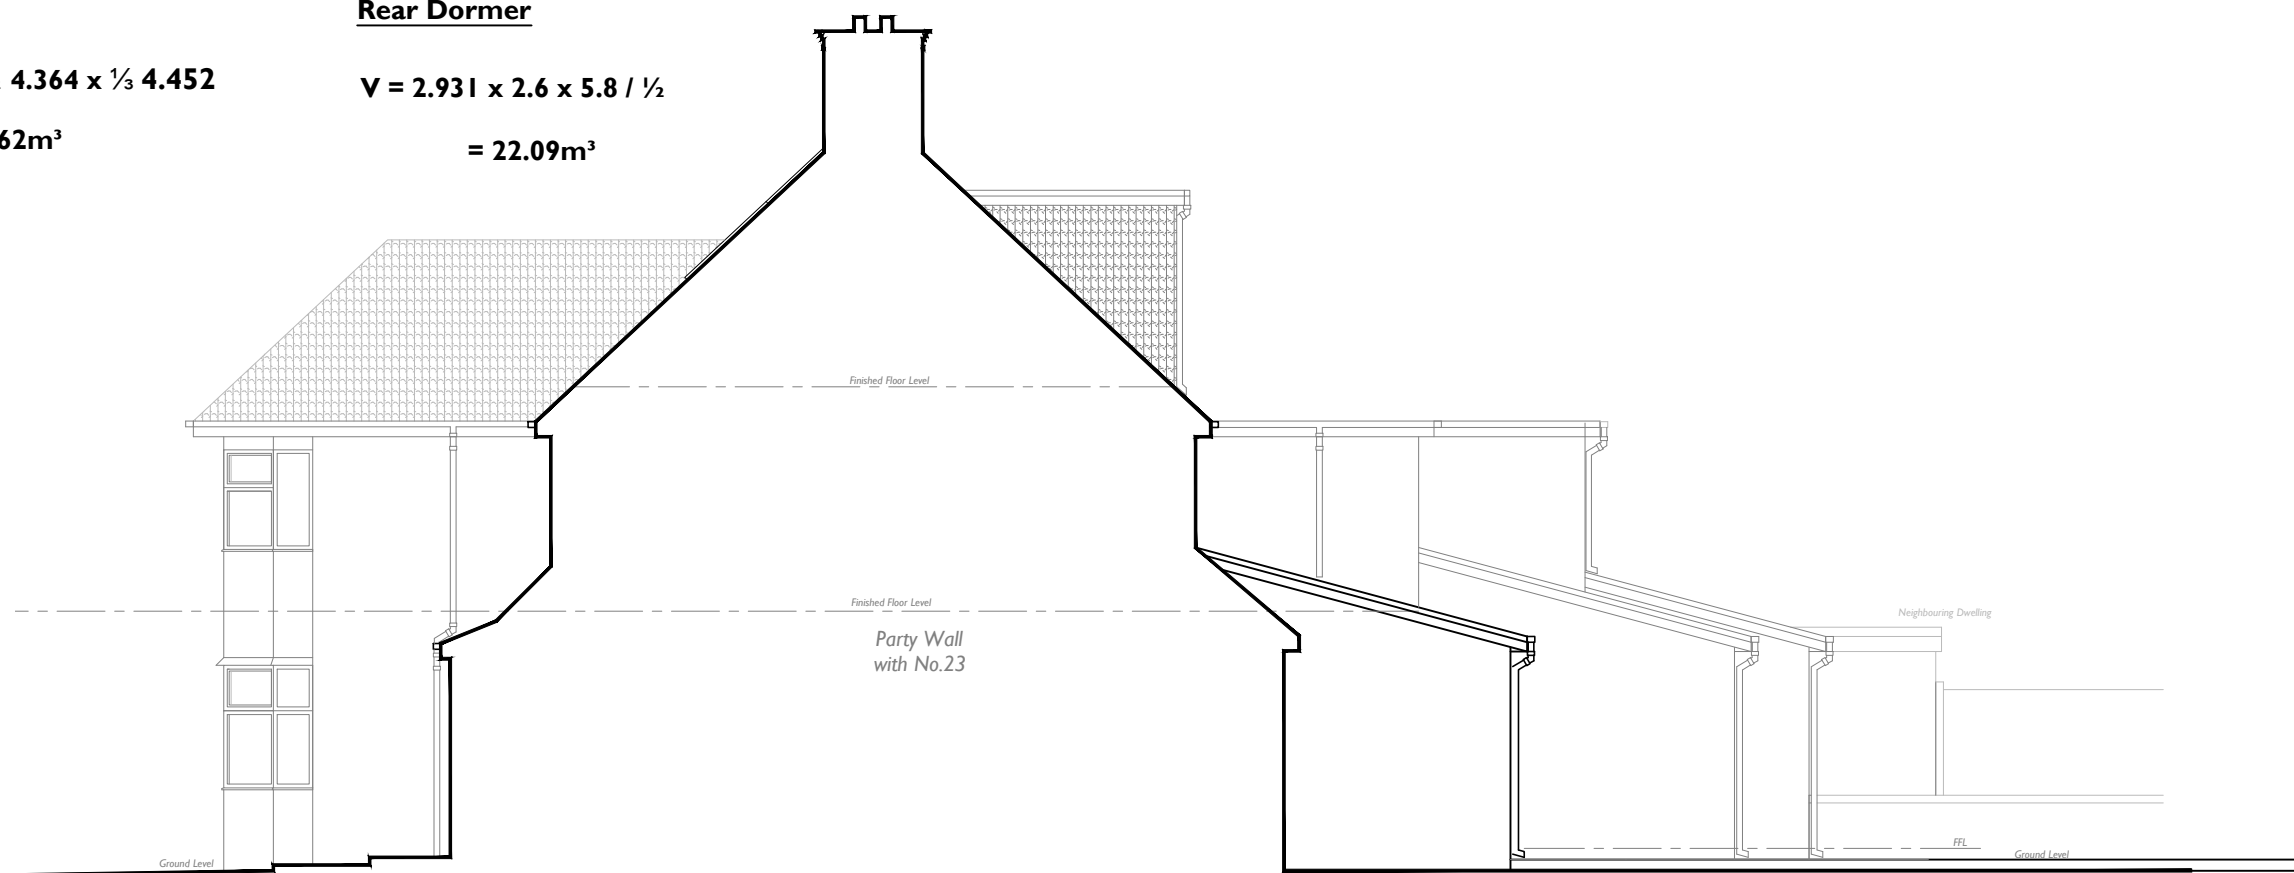 Rear Dormer
4.364 x ⅓ 4.452
V = 2.931 x 2.6 x 5.8 / ½
62m³
= 22.09m³
Finished Floor Level
Finished Floor Level
Neighbouring Dwelling
Party Wall
with No.23
FFL
Ground Level
Ground Level